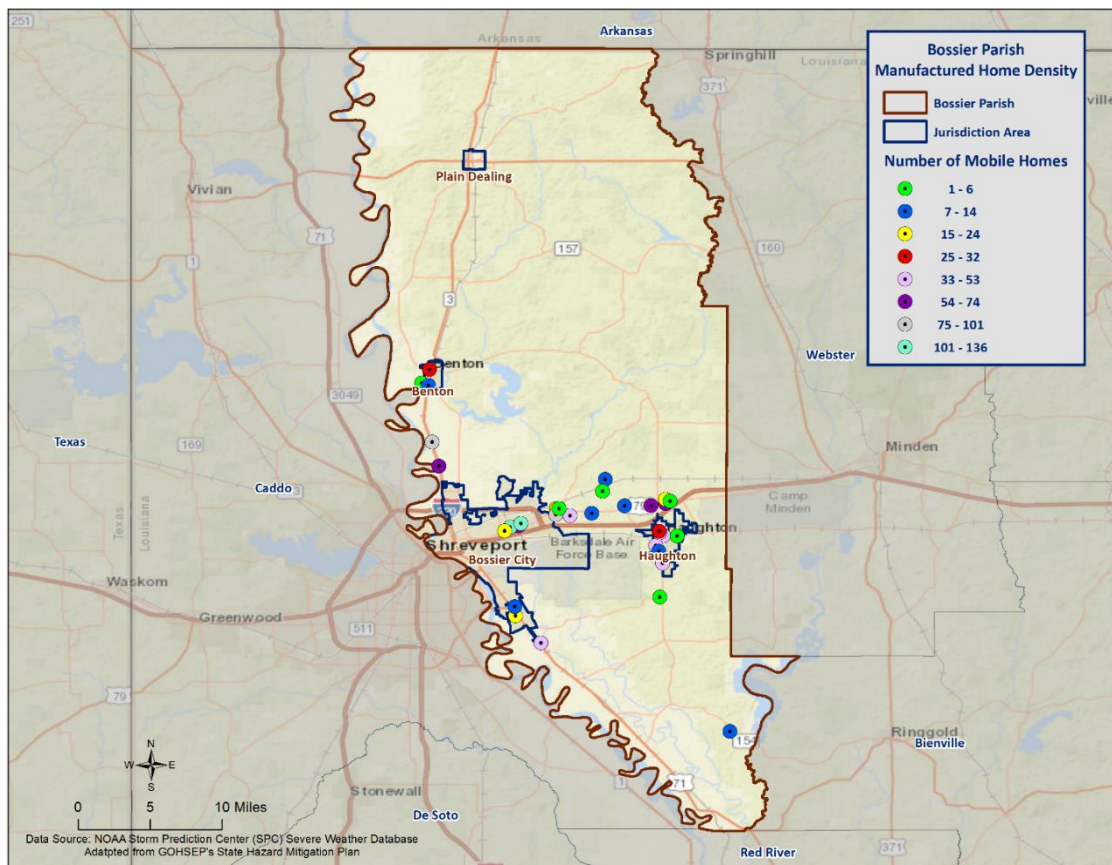 Arkansas
Arkansas
251
Springhill
Louisiana
371
Bossier Parish
Manufactured Home Density
Bossier Parish
Jurisdiction Area
Number of Mobile Homes
1 - 6
7 - 14
15 - 24
25 - 32
33 - 53
54 - 74
75 - 101
101 - 136
Plain Dealing
Vivian
1
71
157
160
3
Webster
Benton
Benton
3049
Texas
169
Minden
Caddo
Camp
Minden
79
Texas
Louisiana
Shreveport
Bossier City
Barksdale Air
Force Base
Haughton
Waskom
Greenwood
511
79
154
Ringgold
Bienville
N
W
E
S
0 5 10 Miles
Stonewall
1
71
De Soto
Red River
371
Data Source: NOAA Storm Prediction Center (SPC) Severe Weather Database
Adatpted from GOHSEP's State Hazard Mitigation Plan